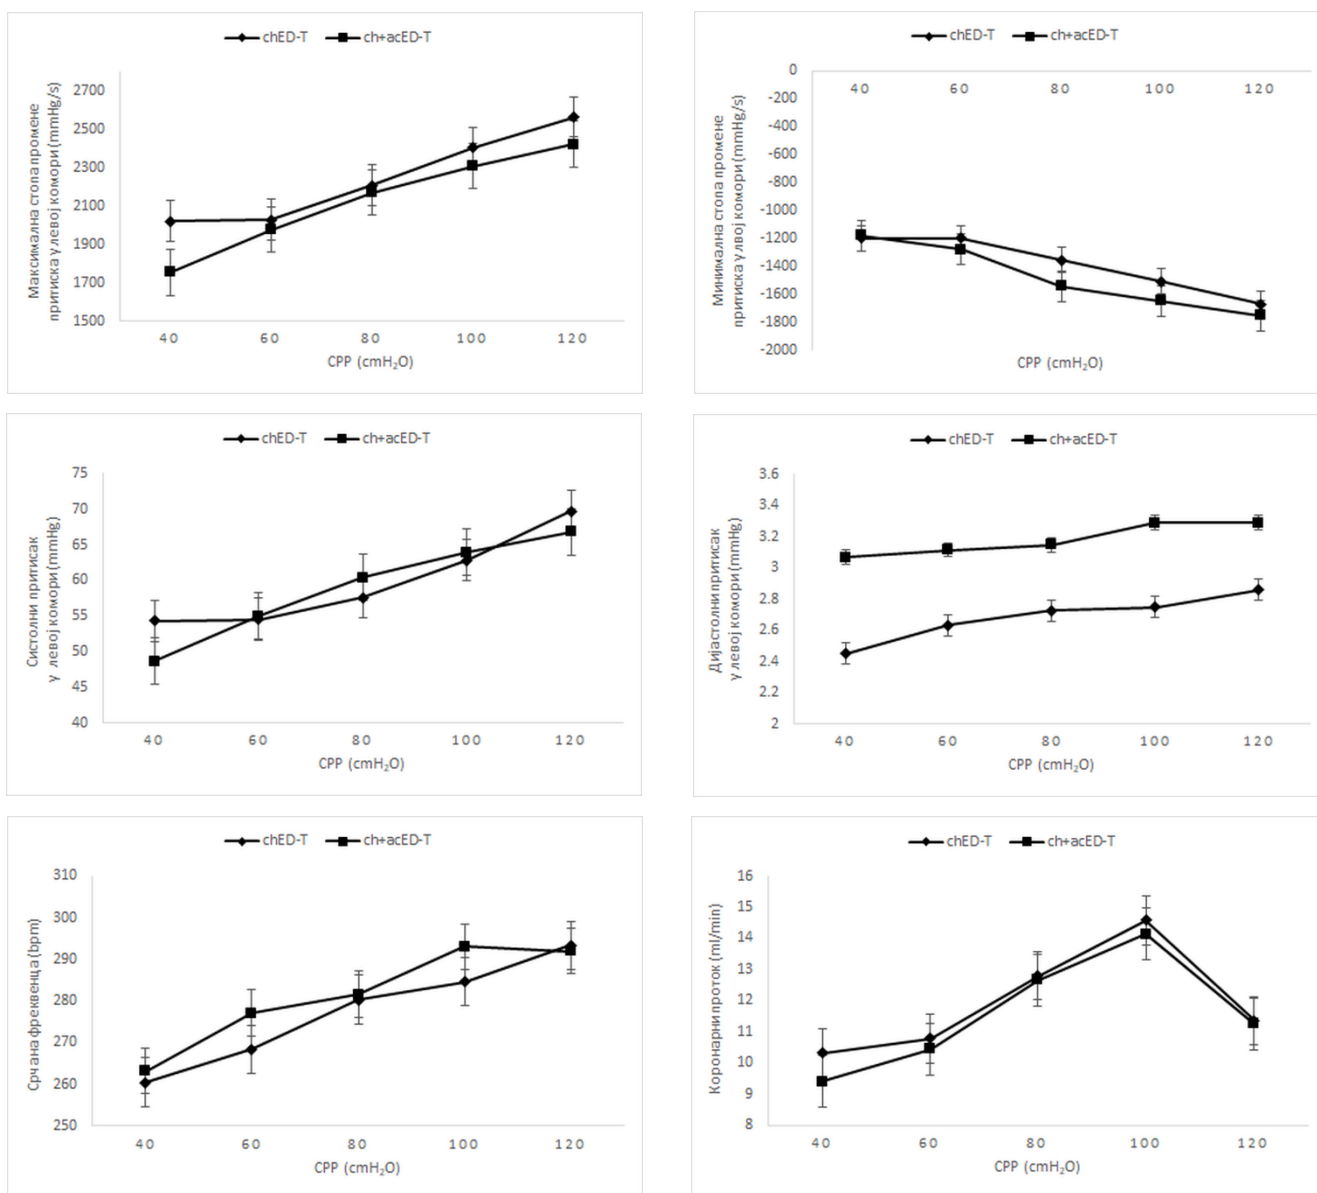 chED-T ch+acED-T
Максимална стопа промене
притиска у левој комори (mmHg/s)
2700
2500
2300
2100
1900
1700
1500
40 60 80 100 120
CPP (cmH₂O)
chED-T ch+acED-T
Минимална стопа промене
притиска у лвој комори (mmHg/s)
0
-200
-400
-600
-800
-1000
-1200
-1400
-1600
-1800
-2000
40 60 80 100 120
CPP (cmH₂O)
chED-T ch+acED-T
Систолни притисак
у левој комори (mmHg)
75
70
65
60
55
50
45
40
40 60 80 100 120
CPP (cmH₂O)
chED-T ch+acED-T
Дијастолни притисак
у левој комори (mmHg)
3.6
3.4
3.2
3
2.8
2.6
2.4
2.2
2
40 60 80 100 120
CPP (cmH₂O)
chED-T ch+acED-T
Срчана фреквенца (bpm)
310
300
290
280
270
260
250
40 60 80 100 120
CPP (cmH₂O)
chED-T ch+acED-T
Коронарни проток (ml/min)
16
15
14
13
12
11
10
9
8
40 60 80 100 120
CPP (cmH₂O)